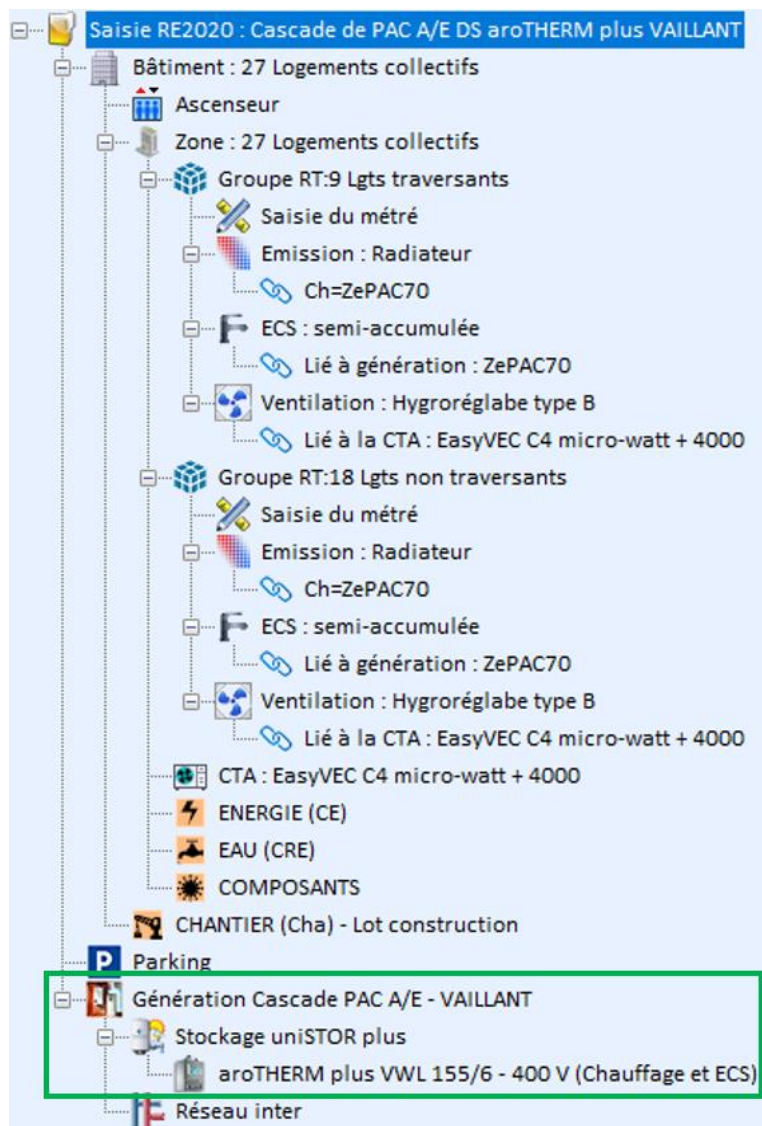 Saisie RE2020 : Cascade de PAC A/E DS aroTHERM plus VAILLANT
Bâtiment : 27 Logements collectifs
Ascenseur
Zone : 27 Logements collectifs
Groupe RT:9 Lgts traversants
Saisie du métré
Emission : Radiateur
Ch=ZePAC70
ECS : semi-accumulée
Lié à génération : ZePAC70
Ventilation : Hygroréglabe type B
Lié à la CTA : EasyVEC C4 micro-watt + 4000
Groupe RT:18 Lgts non traversants
Saisie du métré
Emission : Radiateur
Ch=ZePAC70
ECS : semi-accumulée
Lié à génération : ZePAC70
Ventilation : Hygroréglabe type B
Lié à la CTA : EasyVEC C4 micro-watt + 4000
CTA : EasyVEC C4 micro-watt + 4000
ENERGIE (CE)
EAU (CRE)
COMPOSANTS
CHANTIER (Cha) - Lot construction
P Parking
Génération Cascade PAC A/E - VAILLANT
Stockage uniSTOR plus
aroTHERM plus VWL 155/6 - 400 V (Chauffage et ECS)
Réseau inter